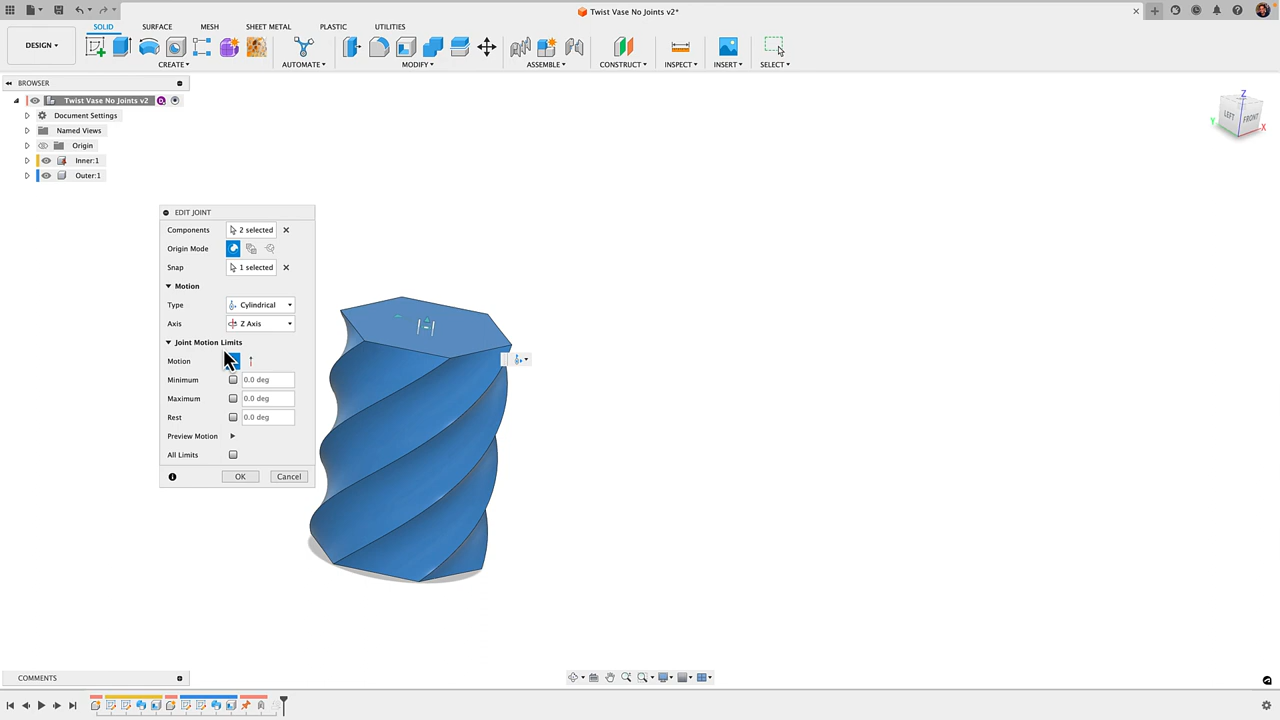 Twist Vase No Joints v2*
SOLID SURFACE MESH SHEET METAL PLASTIC UTILITIES
DESIGN
CREATE AUTOMATE MODIFY ASSEMBLE CONSTRUCT INSPECT INSERT SELECT
BROWSER
Twist Vase No Joints v2
Document Settings
Named Views
Origin
Inner:1
Outer:1
Z
LEFT FRONT
Y X
EDIT JOINT
Components 2 selected
Origin Mode
Snap 1 selected
Motion
Type Cylindrical
Axis Z Axis
Joint Motion Limits
Motion
Minimum 0.0 deg
Maximum 0.0 deg
Rest 0.0 deg
Preview Motion
All Limits
OK Cancel
COMMENTS